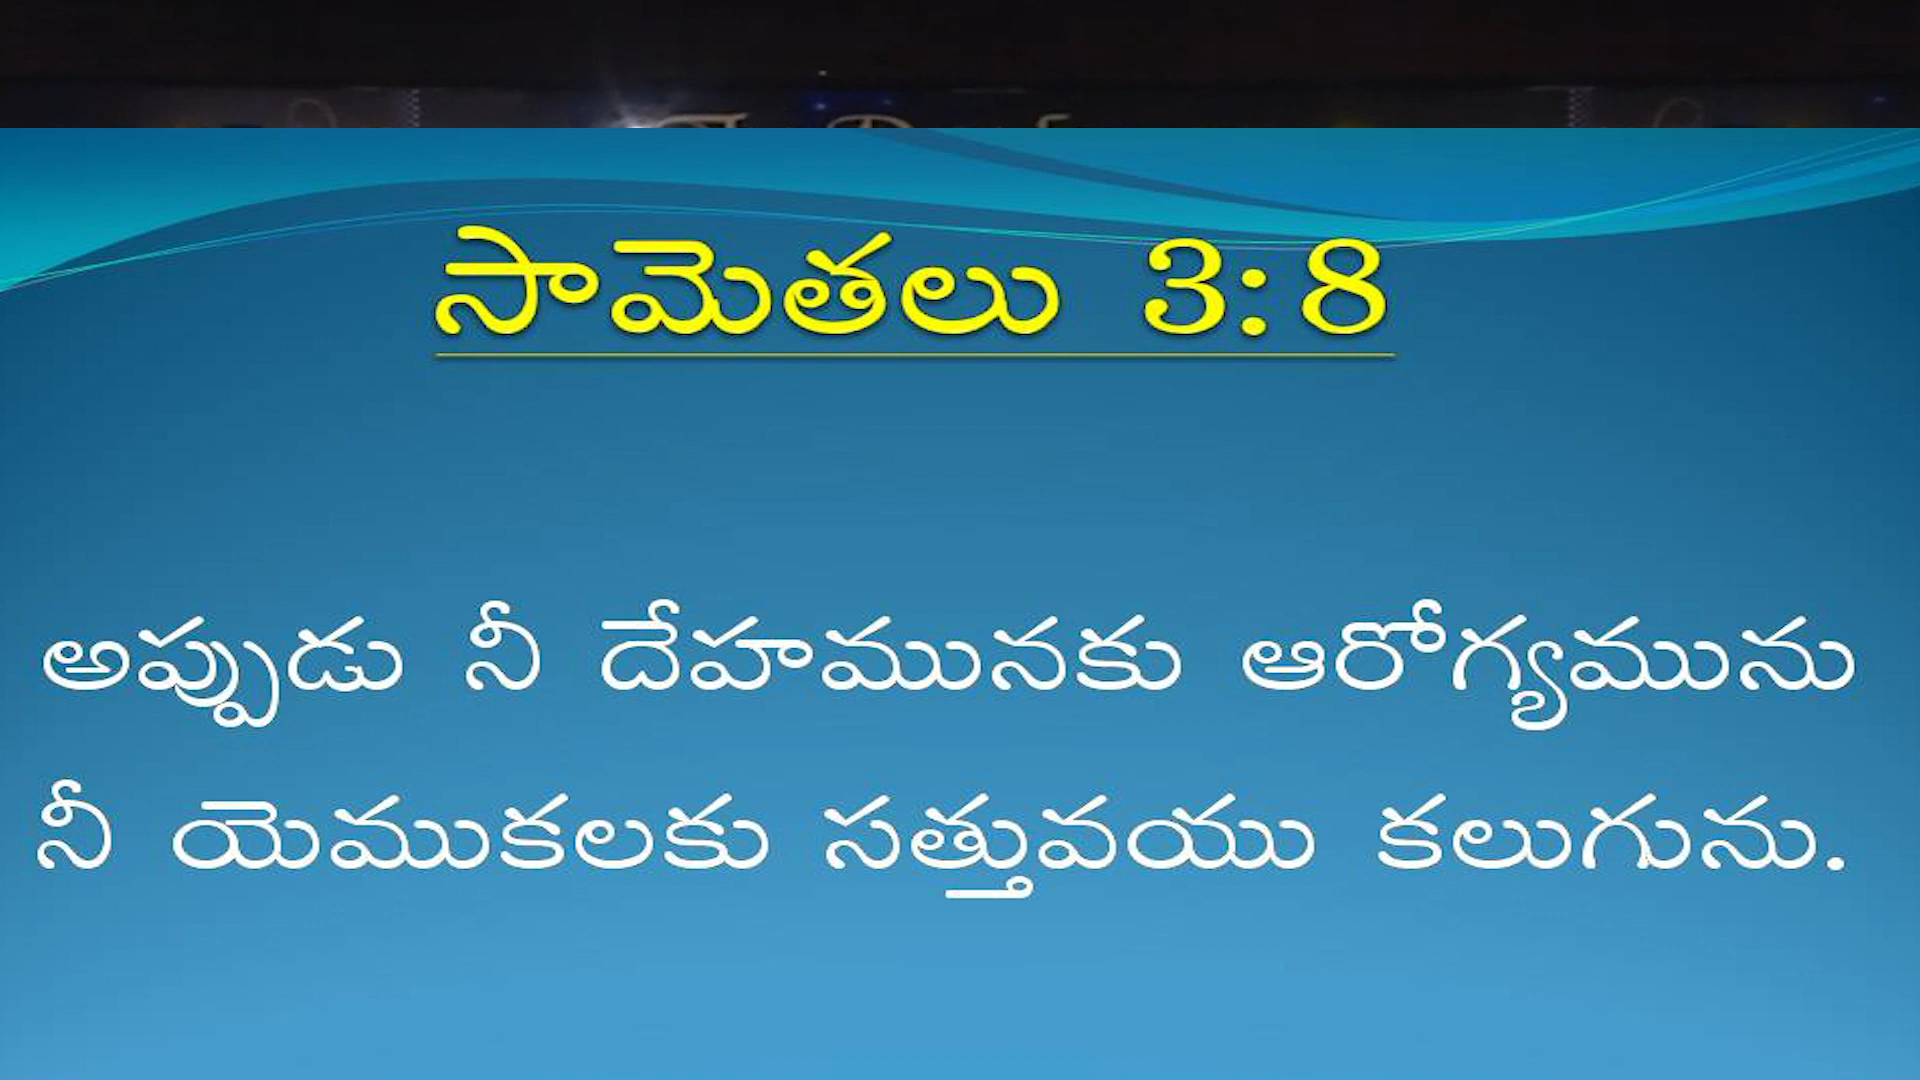 సామెతలు 3:8
అప్పుడు నీ దేహమునకు ఆరోగ్యమును
నీ యెముకలకు సత్తువయు కలుగును.